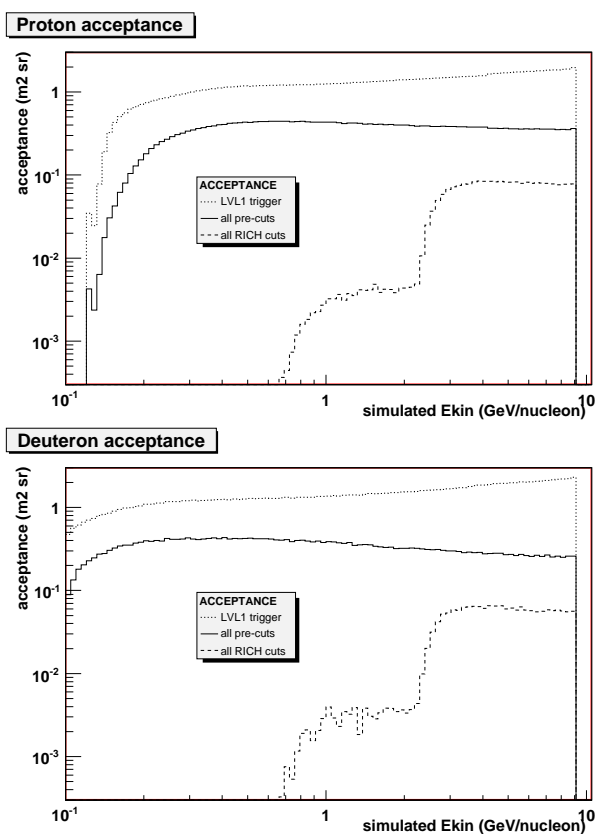 Proton acceptance
acceptance (m2 sr)
1
10-1
10-2
10-3
ACCEPTANCE
LVL1 trigger
all pre-cuts
all RICH cuts
10-1
1
10
simulated Ekin (GeV/nucleon)
Deuteron acceptance
acceptance (m2 sr)
1
10-1
10-2
10-3
ACCEPTANCE
LVL1 trigger
all pre-cuts
all RICH cuts
10-1
1
10
simulated Ekin (GeV/nucleon)